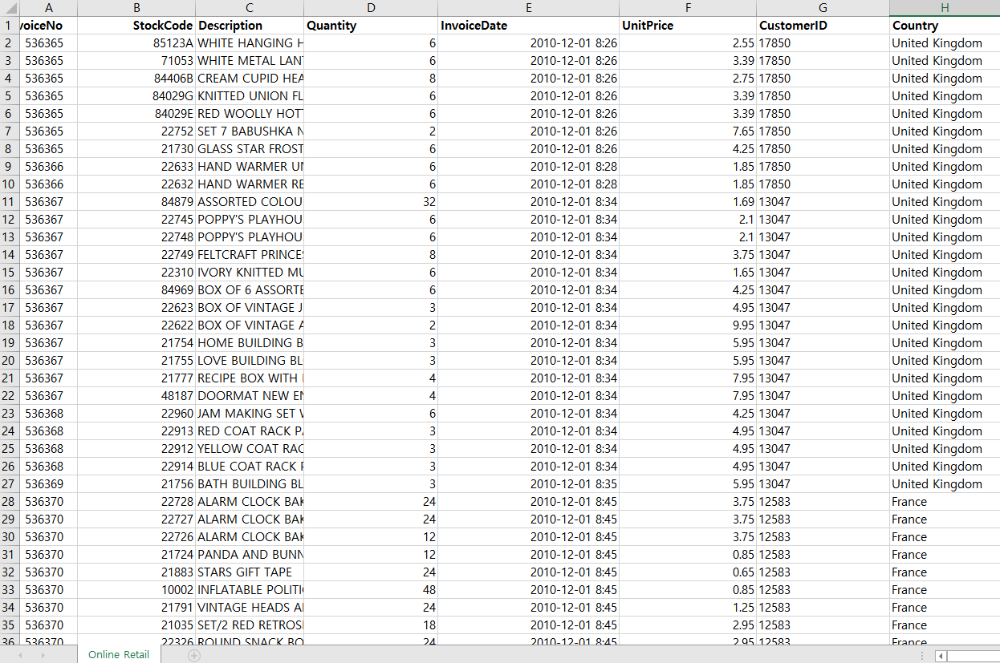 A B C D E F G H
1 voiceNo StockCode Description Quantity InvoiceDate UnitPrice CustomerID Country
2 536365 85123A WHITE HANGING H 6 2010-12-01 8:26 2.55 17850 United Kingdom
3 536365 71053 WHITE METAL LAN 6 2010-12-01 8:26 3.39 17850 United Kingdom
4 536365 84406B CREAM CUPID HEA 8 2010-12-01 8:26 2.75 17850 United Kingdom
5 536365 84029G KNITTED UNION FL 6 2010-12-01 8:26 3.39 17850 United Kingdom
6 536365 84029E RED WOOLLY HOT 6 2010-12-01 8:26 3.39 17850 United Kingdom
7 536365 22752 SET 7 BABUSHKA N 2 2010-12-01 8:26 7.65 17850 United Kingdom
8 536365 21730 GLASS STAR FROST 6 2010-12-01 8:26 4.25 17850 United Kingdom
9 536366 22633 HAND WARMER UN 6 2010-12-01 8:28 1.85 17850 United Kingdom
10 536366 22632 HAND WARMER RE 6 2010-12-01 8:28 1.85 17850 United Kingdom
11 536367 84879 ASSORTED COLOU 32 2010-12-01 8:34 1.69 13047 United Kingdom
12 536367 22745 POPPY'S PLAYHOU 6 2010-12-01 8:34 2.1 13047 United Kingdom
13 536367 22748 POPPY'S PLAYHOU 6 2010-12-01 8:34 2.1 13047 United Kingdom
14 536367 22749 FELTCRAFT PRINCES 8 2010-12-01 8:34 3.75 13047 United Kingdom
15 536367 22310 IVORY KNITTED MU 6 2010-12-01 8:34 1.65 13047 United Kingdom
16 536367 84969 BOX OF 6 ASSORTE 6 2010-12-01 8:34 4.25 13047 United Kingdom
17 536367 22623 BOX OF VINTAGE J 3 2010-12-01 8:34 4.95 13047 United Kingdom
18 536367 22622 BOX OF VINTAGE A 2 2010-12-01 8:34 9.95 13047 United Kingdom
19 536367 21754 HOME BUILDING B 3 2010-12-01 8:34 5.95 13047 United Kingdom
20 536367 21755 LOVE BUILDING BL 3 2010-12-01 8:34 5.95 13047 United Kingdom
21 536367 21777 RECIPE BOX WITH 4 2010-12-01 8:34 7.95 13047 United Kingdom
22 536367 48187 DOORMAT NEW EN 4 2010-12-01 8:34 7.95 13047 United Kingdom
23 536368 22960 JAM MAKING SET W 6 2010-12-01 8:34 4.25 13047 United Kingdom
24 536368 22913 RED COAT RACK PA 3 2010-12-01 8:34 4.95 13047 United Kingdom
25 536368 22912 YELLOW COAT RAC 3 2010-12-01 8:34 4.95 13047 United Kingdom
26 536368 22914 BLUE COAT RACK P 3 2010-12-01 8:34 4.95 13047 United Kingdom
27 536369 21756 BATH BUILDING BL 3 2010-12-01 8:35 5.95 13047 United Kingdom
28 536370 22728 ALARM CLOCK BAK 24 2010-12-01 8:45 3.75 12583 France
29 536370 22727 ALARM CLOCK BAK 24 2010-12-01 8:45 3.75 12583 France
30 536370 22726 ALARM CLOCK BAK 12 2010-12-01 8:45 3.75 12583 France
31 536370 21724 PANDA AND BUNN 12 2010-12-01 8:45 0.85 12583 France
32 536370 21883 STARS GIFT TAPE 24 2010-12-01 8:45 0.65 12583 France
33 536370 10002 INFLATABLE POLITI 48 2010-12-01 8:45 0.85 12583 France
34 536370 21791 VINTAGE HEADS A 24 2010-12-01 8:45 1.25 12583 France
35 536370 21035 SET/2 RED RETROS 18 2010-12-01 8:45 2.95 12583 France
36 536370 22326 ROUND SNACK BO 24 2010-12-01 8:45 2.95 12583 France
Online Retail